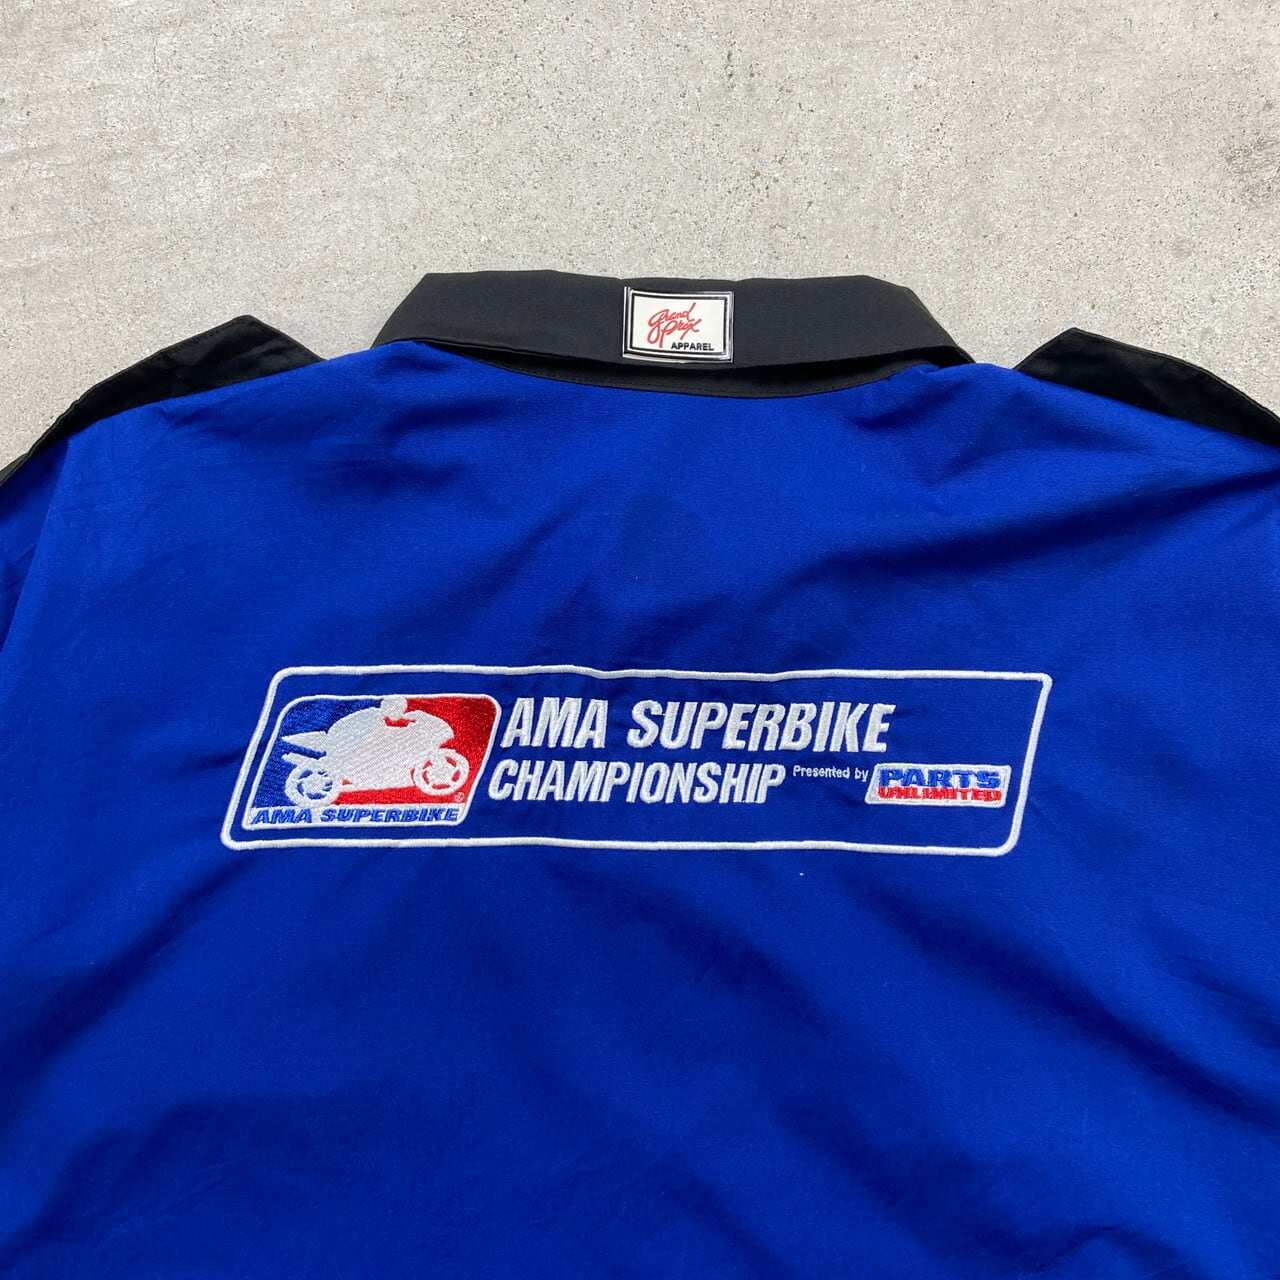 Grand
Prix
APPAREL
AMA SUPERBIKE
CHAMPIONSHIP Presented by PARTS
UNLIMITED
AMA SUPERBIKE
®